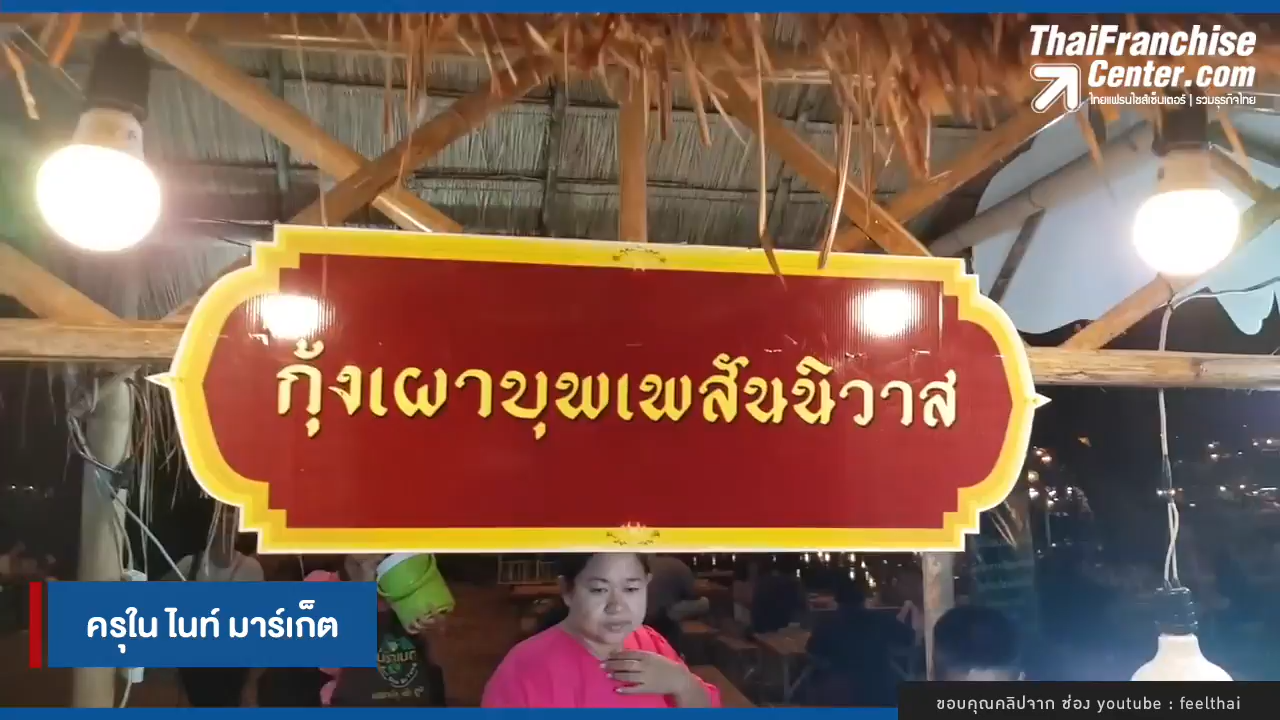 ThaiFranchise
Center.com
ไทยแฟรนไชส์เซ็นเตอร์ | รวมธุรกิจไทย
กุ้งเผาบุพเพสันนิวาส
ครุใน ไนท์ มาร์เก็ต
ขอบคุณคลิปจาก ช่อง youtube : feelthai